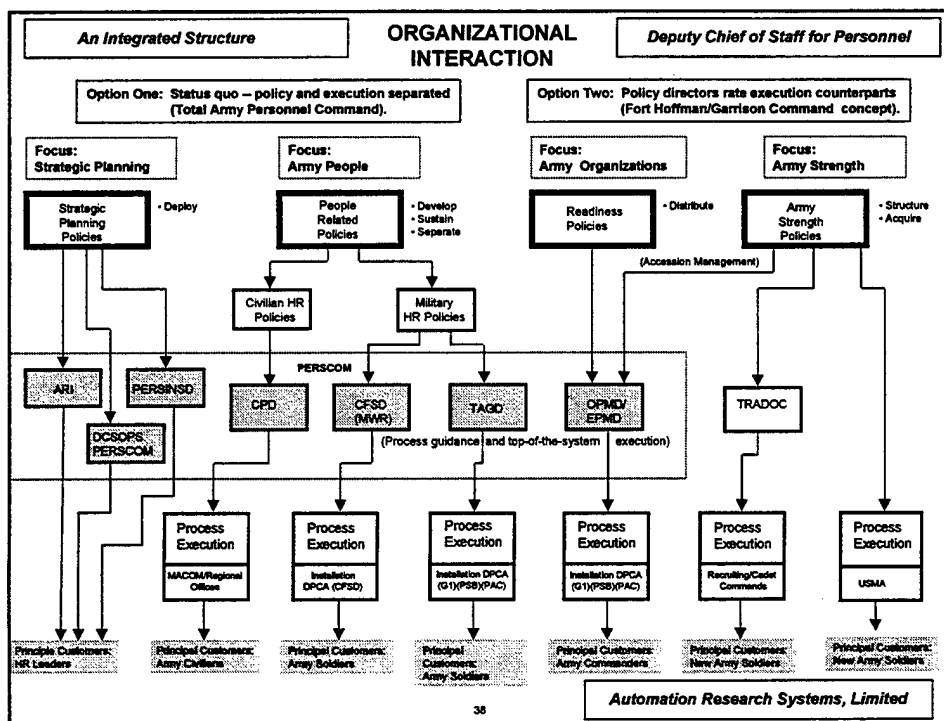 An Integrated Structure
ORGANIZATIONAL
INTERACTION
Deputy Chief of Staff for Personnel
Option One: Status quo – policy and execution separated
(Total Army Personnel Command).
Option Two: Policy directors rate execution counterparts
(Fort Hoffman/Garrison Command concept).
Focus:
Strategic Planning
Focus:
Army People
Focus:
Army Organizations
Focus:
Army Strength
Strategic
Planning
Policies
• Deploy
People
Related
Policies
• Develop
• Sustain
• Separate
Readiness
Policies
• Distribute
Army
Strength
Policies
• Structure
• Acquire
(Accession Management)
Civilian HR
Policies
Military
HR Policies
PERSCOM
ARI
PERSINSD
CPD
CFSD
(MWR)
TAGD
OPMD/
EPMD
TRADOC
DCSOPS,
PERSCOM
(Process guidance and top-of-the-system execution)
Process
Execution
MACOM/Regional
Offices
Process
Execution
Installation
DPCA (CFSD)
Process
Execution
Installation DPCA
(G1)(PSB)(PAC)
Process
Execution
Installation DPCA
(G1)(PSB)(PAC)
Process
Execution
Recruiting/Cadet
Commands
Process
Execution
USMA
Principle Customers:
HR Leaders
Principal Customers:
Army Civilians
Principal Customers:
Army Soldiers
Principal
Customers:
Army Soldiers
Principal Customers:
Army Commanders
Principal Customers:
New Army Soldiers
Principal Customers:
New Army Soldiers
38
Automation Research Systems, Limited